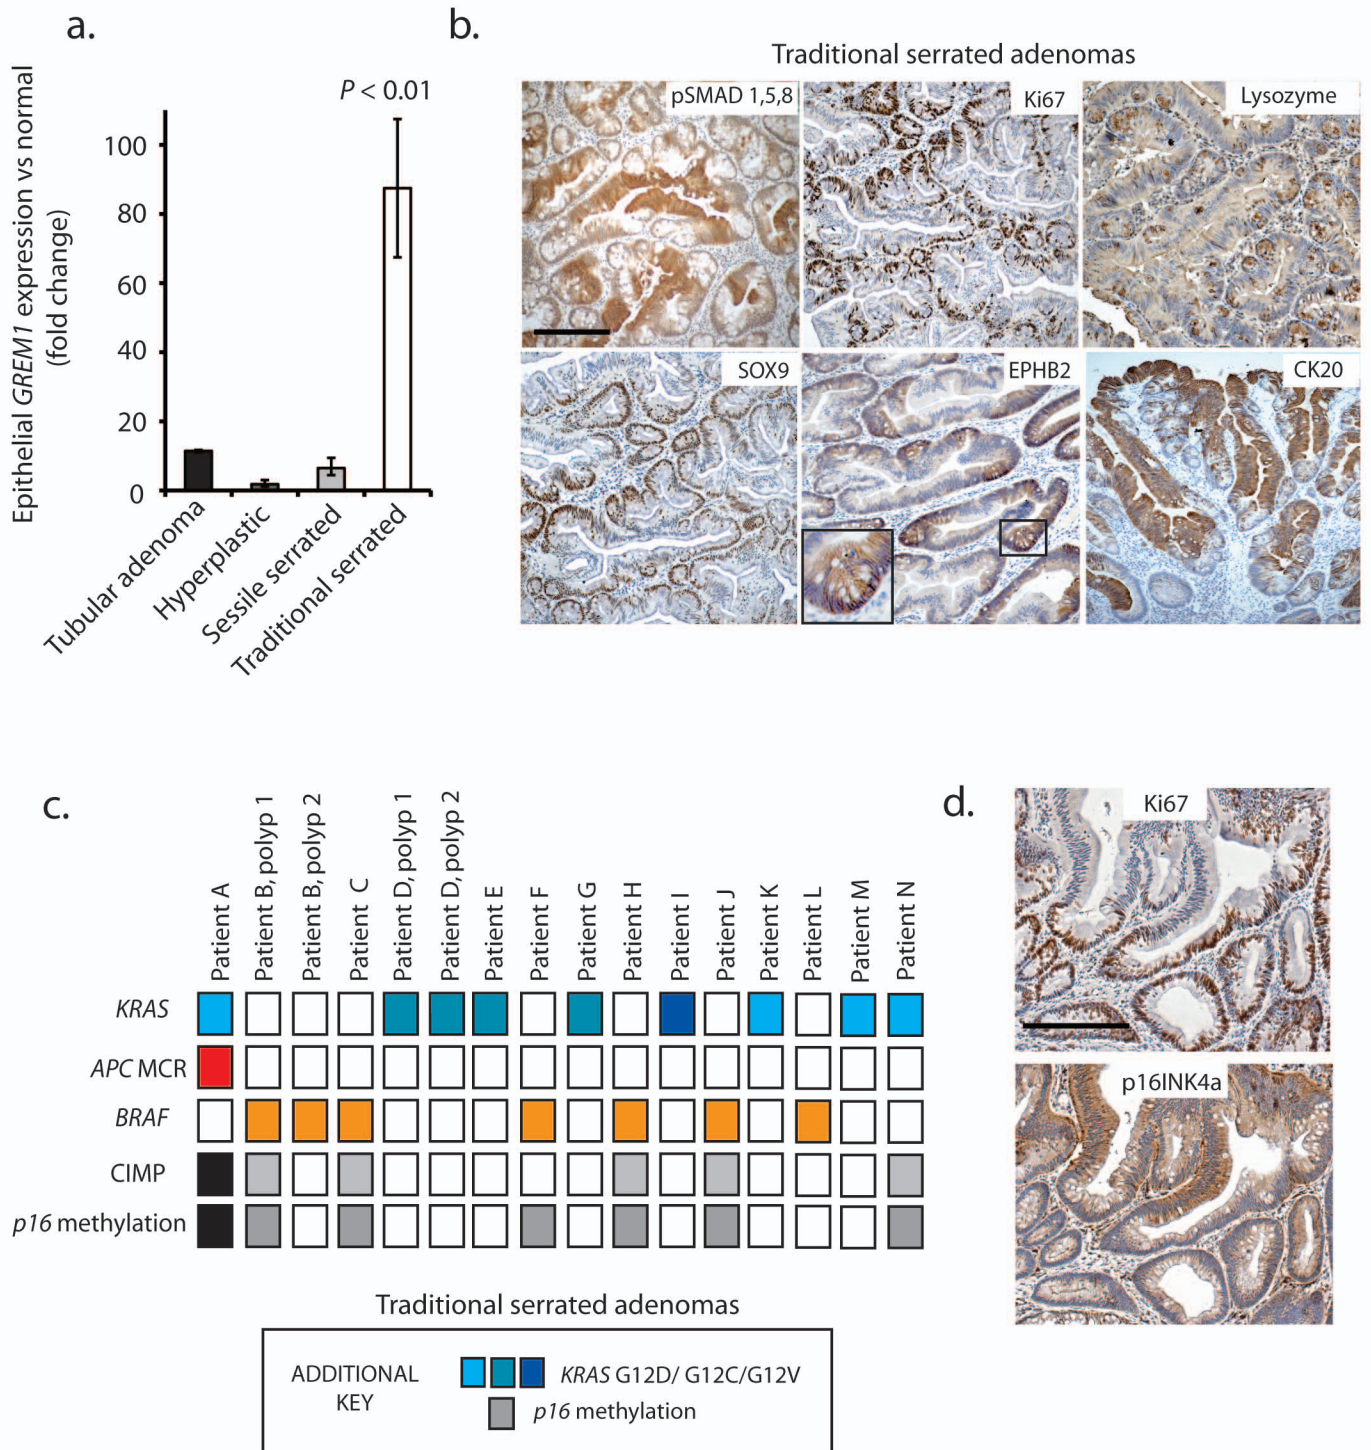 a.
Epithelial GREM1 expression vs normal
(fold change)
P < 0.01
100
80
60
40
20
0
Tubular adenoma
Hyperplastic
Sessile serrated
Traditional serrated
b.
Traditional serrated adenomas
pSMAD 1,5,8
Ki67
Lysozyme
SOX9
EPHB2
CK20
c.
Patient A
Patient B, polyp 1
Patient B, polyp 2
Patient C
Patient D, polyp 1
Patient D, polyp 2
Patient E
Patient F
Patient G
Patient H
Patient I
Patient J
Patient K
Patient L
Patient M
Patient N
KRAS
APC MCR
BRAF
CIMP
p16 methylation
Traditional serrated adenomas
ADDITIONAL
KEY
KRAS G12D/ G12C/G12V
p16 methylation
d.
Ki67
p16INK4a